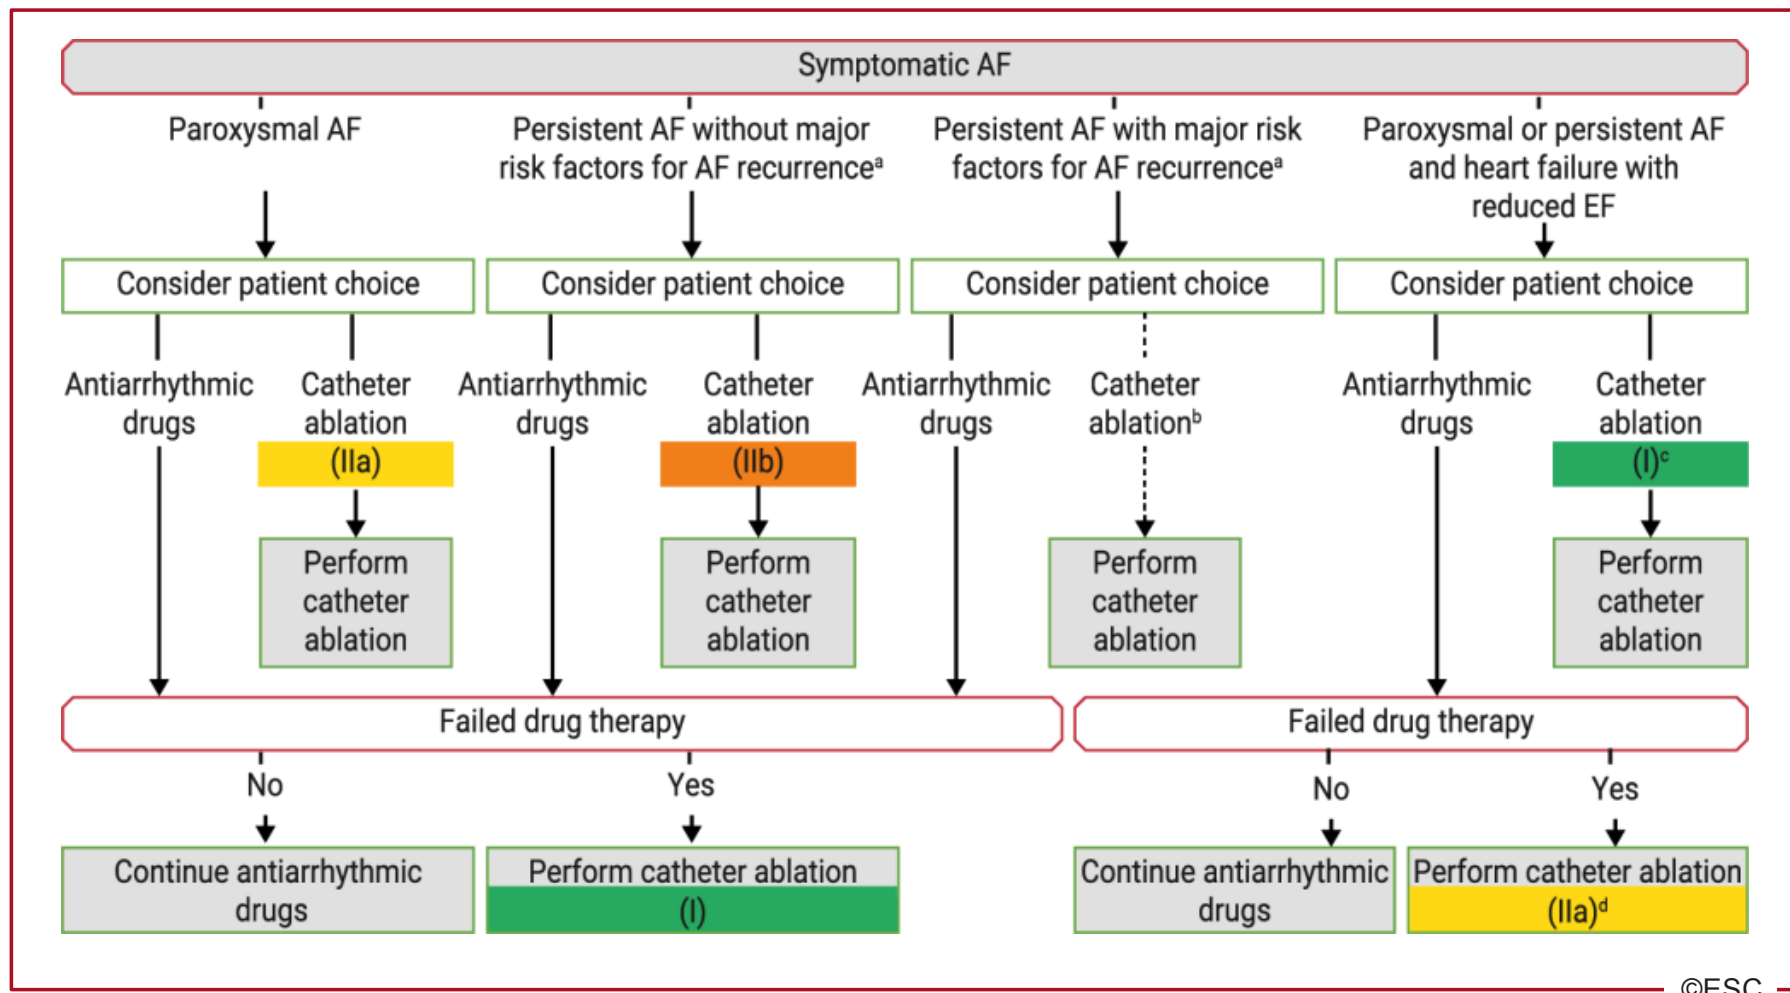 Symptomatic AF
Paroxysmal AF
Persistent AF without major
risk factors for AF recurrenceᵃ
Persistent AF with major risk
factors for AF recurrenceᵃ
Paroxysmal or persistent AF
and heart failure with
reduced EF
Consider patient choice
Consider patient choice
Consider patient choice
Consider patient choice
Antiarrhythmic
drugs
Catheter
ablation
(IIa)
Antiarrhythmic
drugs
Catheter
ablation
(IIb)
Antiarrhythmic
drugs
Catheter
ablationᵇ
Antiarrhythmic
drugs
Catheter
ablation
(I)ᶜ
Perform
catheter
ablation
Perform
catheter
ablation
Perform
catheter
ablation
Perform
catheter
ablation
Failed drug therapy
Failed drug therapy
No
Yes
No
Yes
Continue antiarrhythmic
drugs
Perform catheter ablation
(I)
Continue antiarrhythmic
drugs
Perform catheter ablation
(IIa)ᵈ
©ESC